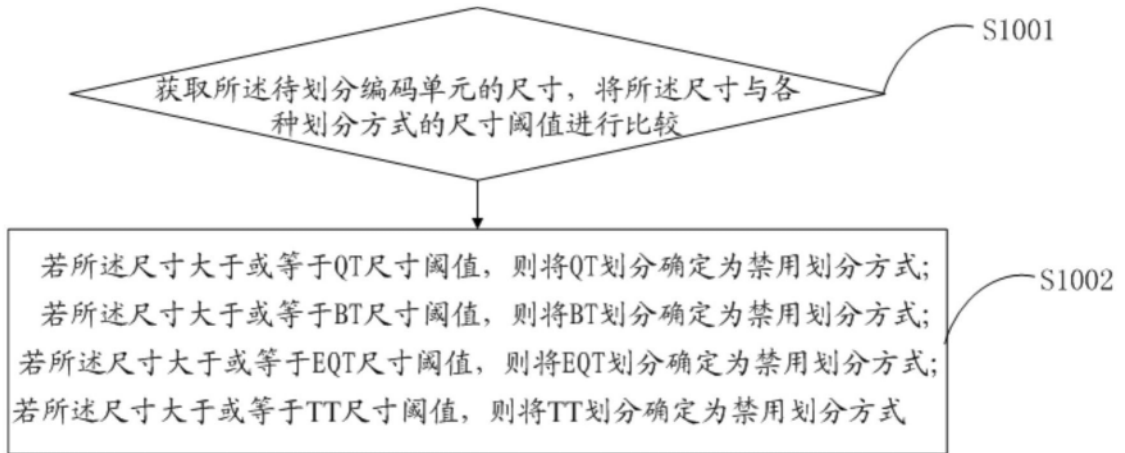 S1001
获取所述待划分编码单元的尺寸，将所述尺寸与各
种划分方式的尺寸阈值进行比较
若所述尺寸大于或等于QT尺寸阈值，则将QT划分确定为禁用划分方式;
若所述尺寸大于或等于BT尺寸阈值，则将BT划分确定为禁用划分方式;
S1002
若所述尺寸大于或等于EQT尺寸阈值，则将EQT划分确定为禁用划分方式;
若所述尺寸大于或等于TT尺寸阈值，则将TT划分确定为禁用划分方式